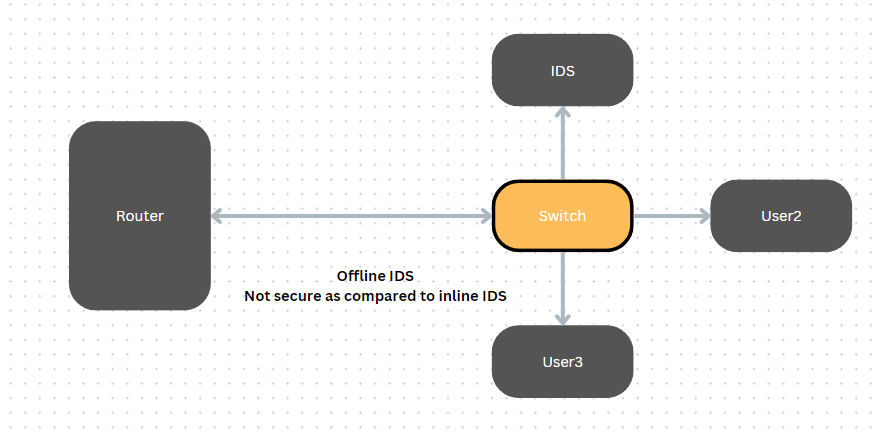 IDS
Router
Switch
User2
Offline IDS
Not secure as compared to inline IDS
User3